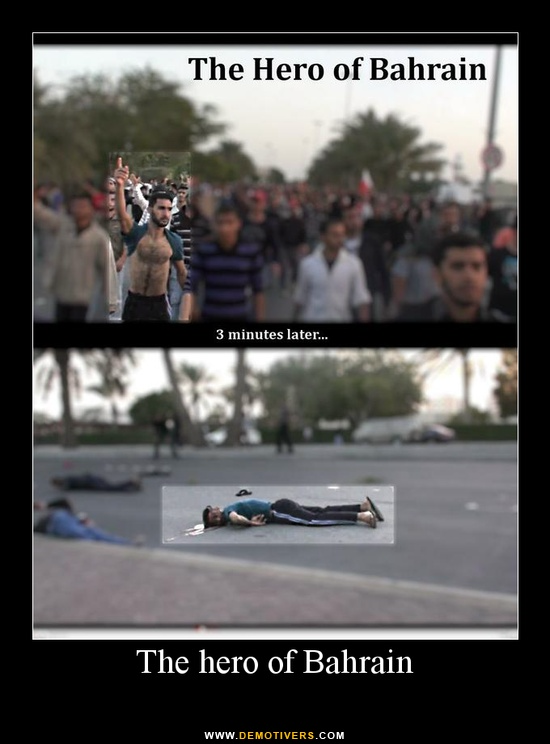 The Hero of Bahrain
3 minutes later...
The hero of Bahrain
WWW.DEMOTIVERS.COM